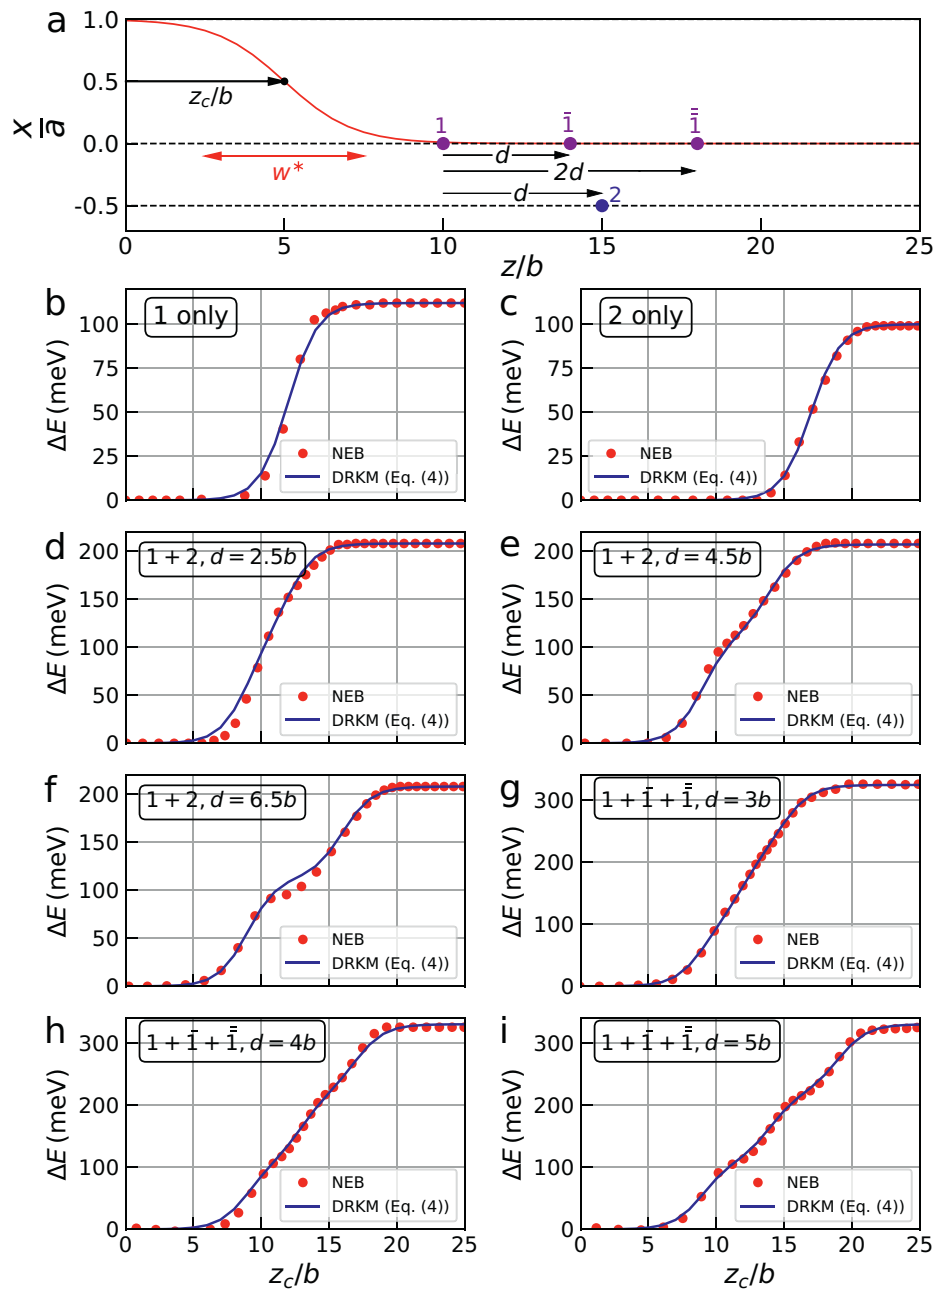 a
x/a
1.0
0.5
0.0
-0.5
z_c/b
w*
1
1̄
1̿
d
2d
d
2
0 5 10 15 20 25
z/b
b
1 only
ΔE (meV)
100
75
50
25
0
NEB
DRKM (Eq. (4))
c
2 only
ΔE (meV)
100
75
50
25
0
NEB
DRKM (Eq. (4))
d
1 + 2, d = 2.5b
ΔE (meV)
200
150
100
50
0
NEB
DRKM (Eq. (4))
e
1 + 2, d = 4.5b
ΔE (meV)
200
150
100
50
0
NEB
DRKM (Eq. (4))
f
1 + 2, d = 6.5b
ΔE (meV)
200
150
100
50
0
NEB
DRKM (Eq. (4))
g
1 + 1̄ + 1̿, d = 3b
ΔE (meV)
300
200
100
0
NEB
DRKM (Eq. (4))
h
1 + 1̄ + 1̿, d = 4b
ΔE (meV)
300
200
100
0
NEB
DRKM (Eq. (4))
0 5 10 15 20 25
z_c/b
i
1 + 1̄ + 1̿, d = 5b
ΔE (meV)
300
200
100
0
NEB
DRKM (Eq. (4))
0 5 10 15 20 25
z_c/b